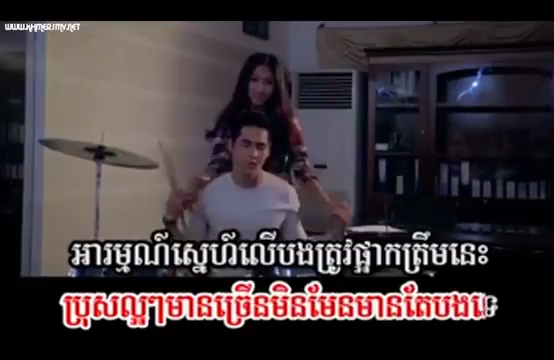 WWW.KHMERSMV.NET
អារម្មណ៍ស្នេហ៍លើបងត្រូវផ្អាកត្រឹមនេះ
ប្រុសល្អៗមានច្រើនមិនមែនមានតែបង